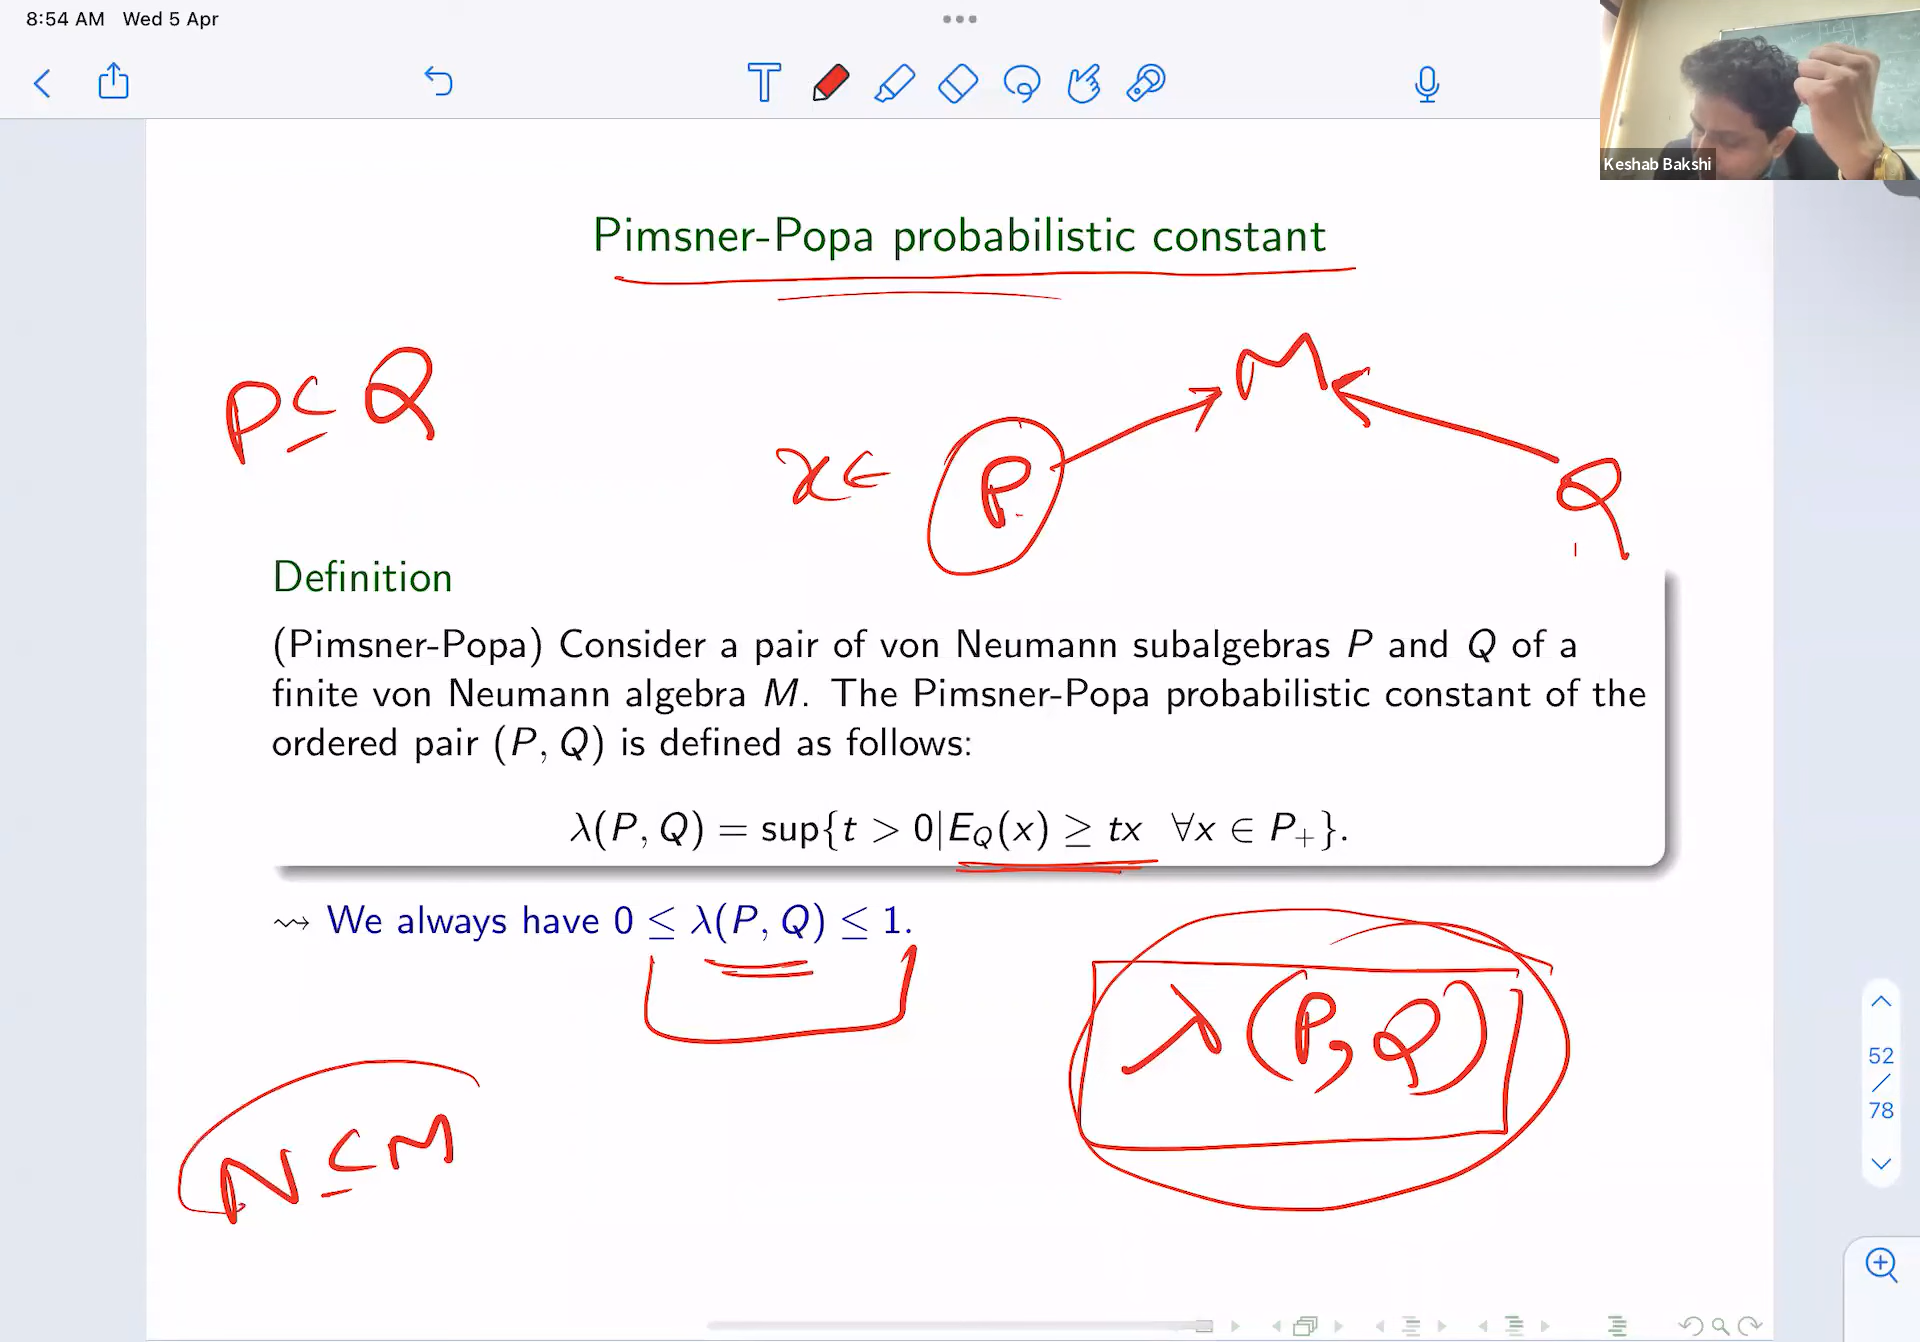 8:54 AM Wed 5 Apr
Keshab Bakshi
Pimsner-Popa probabilistic constant
P ⊆ Q
M
x ∈ P
Q
Definition
(Pimsner-Popa) Consider a pair of von Neumann subalgebras P and Q of a
finite von Neumann algebra M. The Pimsner-Popa probabilistic constant of the
ordered pair (P, Q) is defined as follows:
λ(P, Q) = sup{t > 0|E_Q(x) ≥ tx ∀x ∈ P₊}.
⇝ We always have 0 ≤ λ(P, Q) ≤ 1.
λ(P, Q)
N ⊆ M
52
/
78